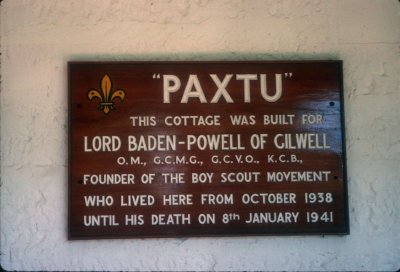 "PAXTU"
THIS COTTAGE WAS BUILT FOR
LORD BADEN-POWELL OF GILWELL
O.M., G.C.M.G., G.C.V.O., K.C.B.,
FOUNDER OF THE BOY SCOUT MOVEMENT
WHO LIVED HERE FROM OCTOBER 1938
UNTIL HIS DEATH ON 8th JANUARY 1941